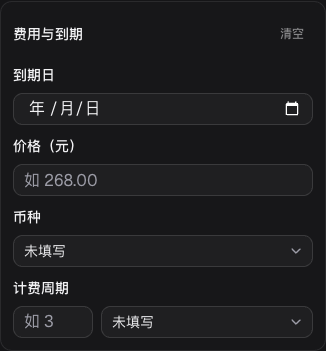 费用与到期 清空
到期日
年 /月/日
价格（元）
如 268.00
币种
未填写
计费周期
如 3 未填写